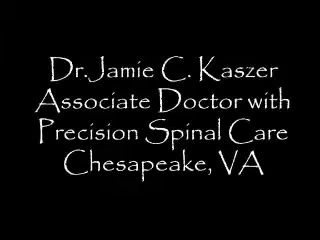 Dr.Jamie C. Kaszer
Associate Doctor with
Precision Spinal Care
Chesapeake, VA